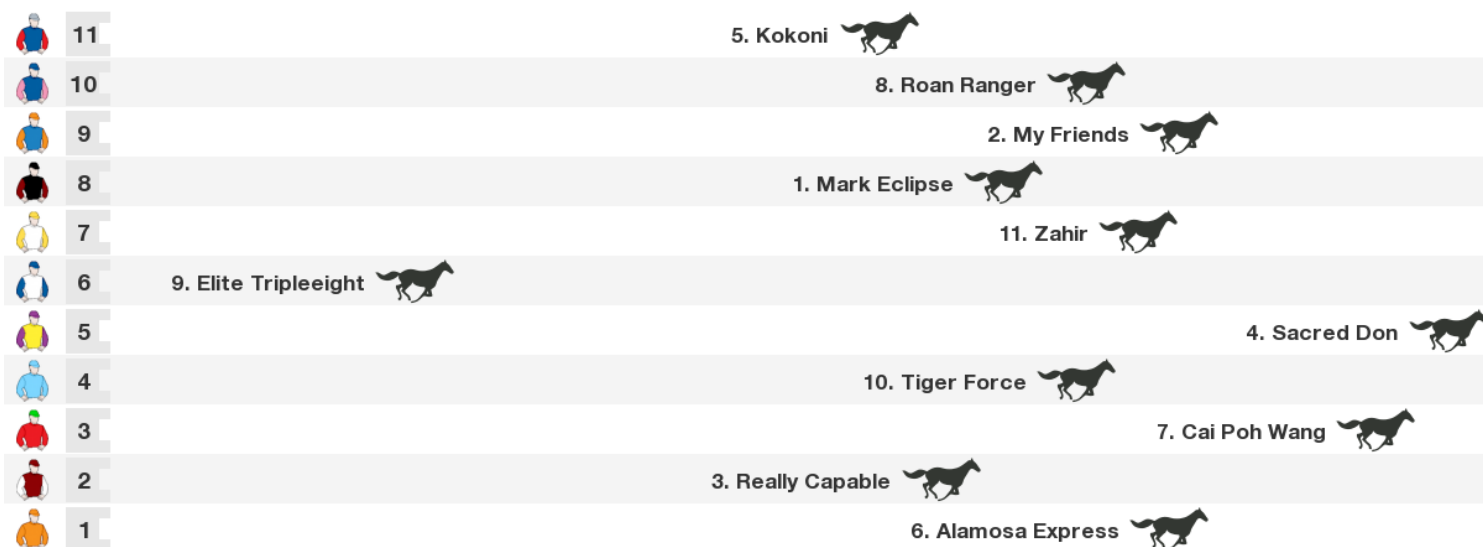 11 5. Kokoni
10 8. Roan Ranger
9 2. My Friends
8 1. Mark Eclipse
7 11. Zahir
6 9. Elite Tripleeight
5 4. Sacred Don
4 10. Tiger Force
3 7. Cai Poh Wang
2 3. Really Capable
1 6. Alamosa Express